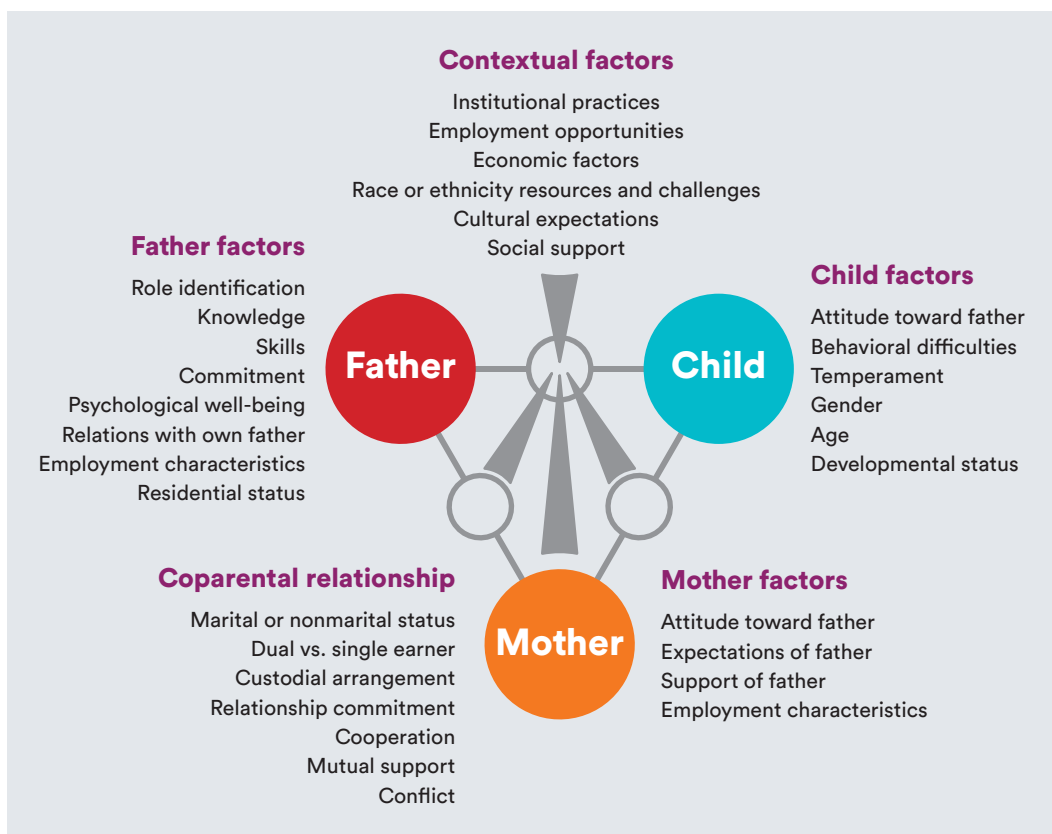 Contextual factors
Institutional practices
Employment opportunities
Economic factors
Race or ethnicity resources and challenges
Cultural expectations
Social support
Father factors
Role identification
Knowledge
Skills
Commitment
Psychological well-being
Relations with own father
Employment characteristics
Residential status
Father
Child
Child factors
Attitude toward father
Behavioral difficulties
Temperament
Gender
Age
Developmental status
Coparental relationship
Marital or nonmarital status
Dual vs. single earner
Custodial arrangement
Relationship commitment
Cooperation
Mutual support
Conflict
Mother
Mother factors
Attitude toward father
Expectations of father
Support of father
Employment characteristics